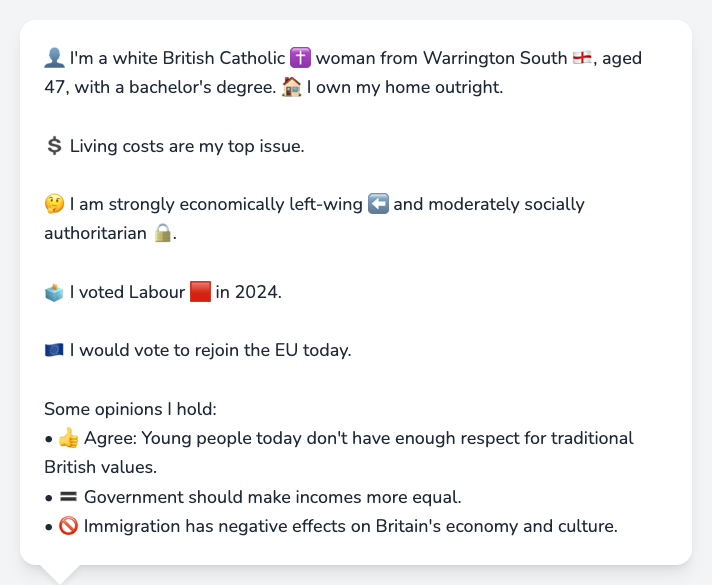 👤 I'm a white British Catholic ✝️ woman from Warrington South 🏴󠁧󠁢󠁥󠁮󠁧󠁿, aged
47, with a bachelor's degree. 🏠 I own my home outright.
💲 Living costs are my top issue.
🤔 I am strongly economically left-wing ⬅️ and moderately socially
authoritarian 🔒.
🗳️ I voted Labour 🟥 in 2024.
🇪🇺 I would vote to rejoin the EU today.
Some opinions I hold:
• 👍 Agree: Young people today don't have enough respect for traditional
British values.
• 🟰 Government should make incomes more equal.
• 🚫 Immigration has negative effects on Britain's economy and culture.